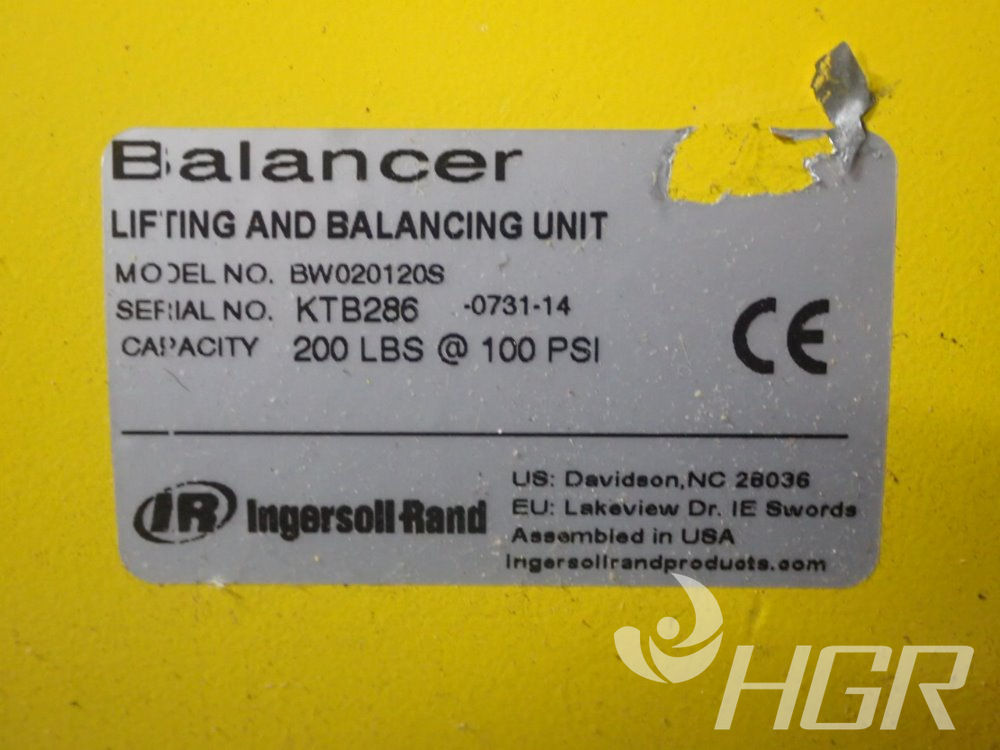 Balancer
LIFTING AND BALANCING UNIT
MODEL NO. BW020120S
SERIAL NO. KTB286 -0731-14
CAPACITY 200 LBS @ 100 PSI
CE
IR Ingersoll Rand
US: Davidson,NC 28036
EU: Lakeview Dr. IE Swords
Assembled in USA
Ingersollrandproducts.com
HGR